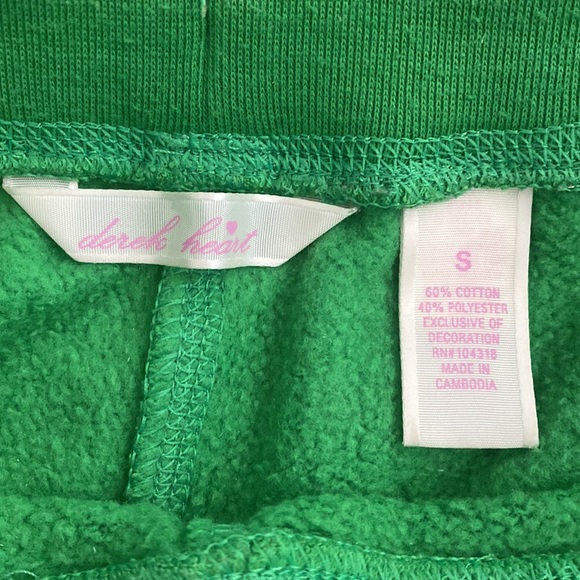 derek heart
S
60% COTTON
40% POLYESTER
EXCLUSIVE OF
DECORATION
RN#104318
MADE IN
CAMBODIA